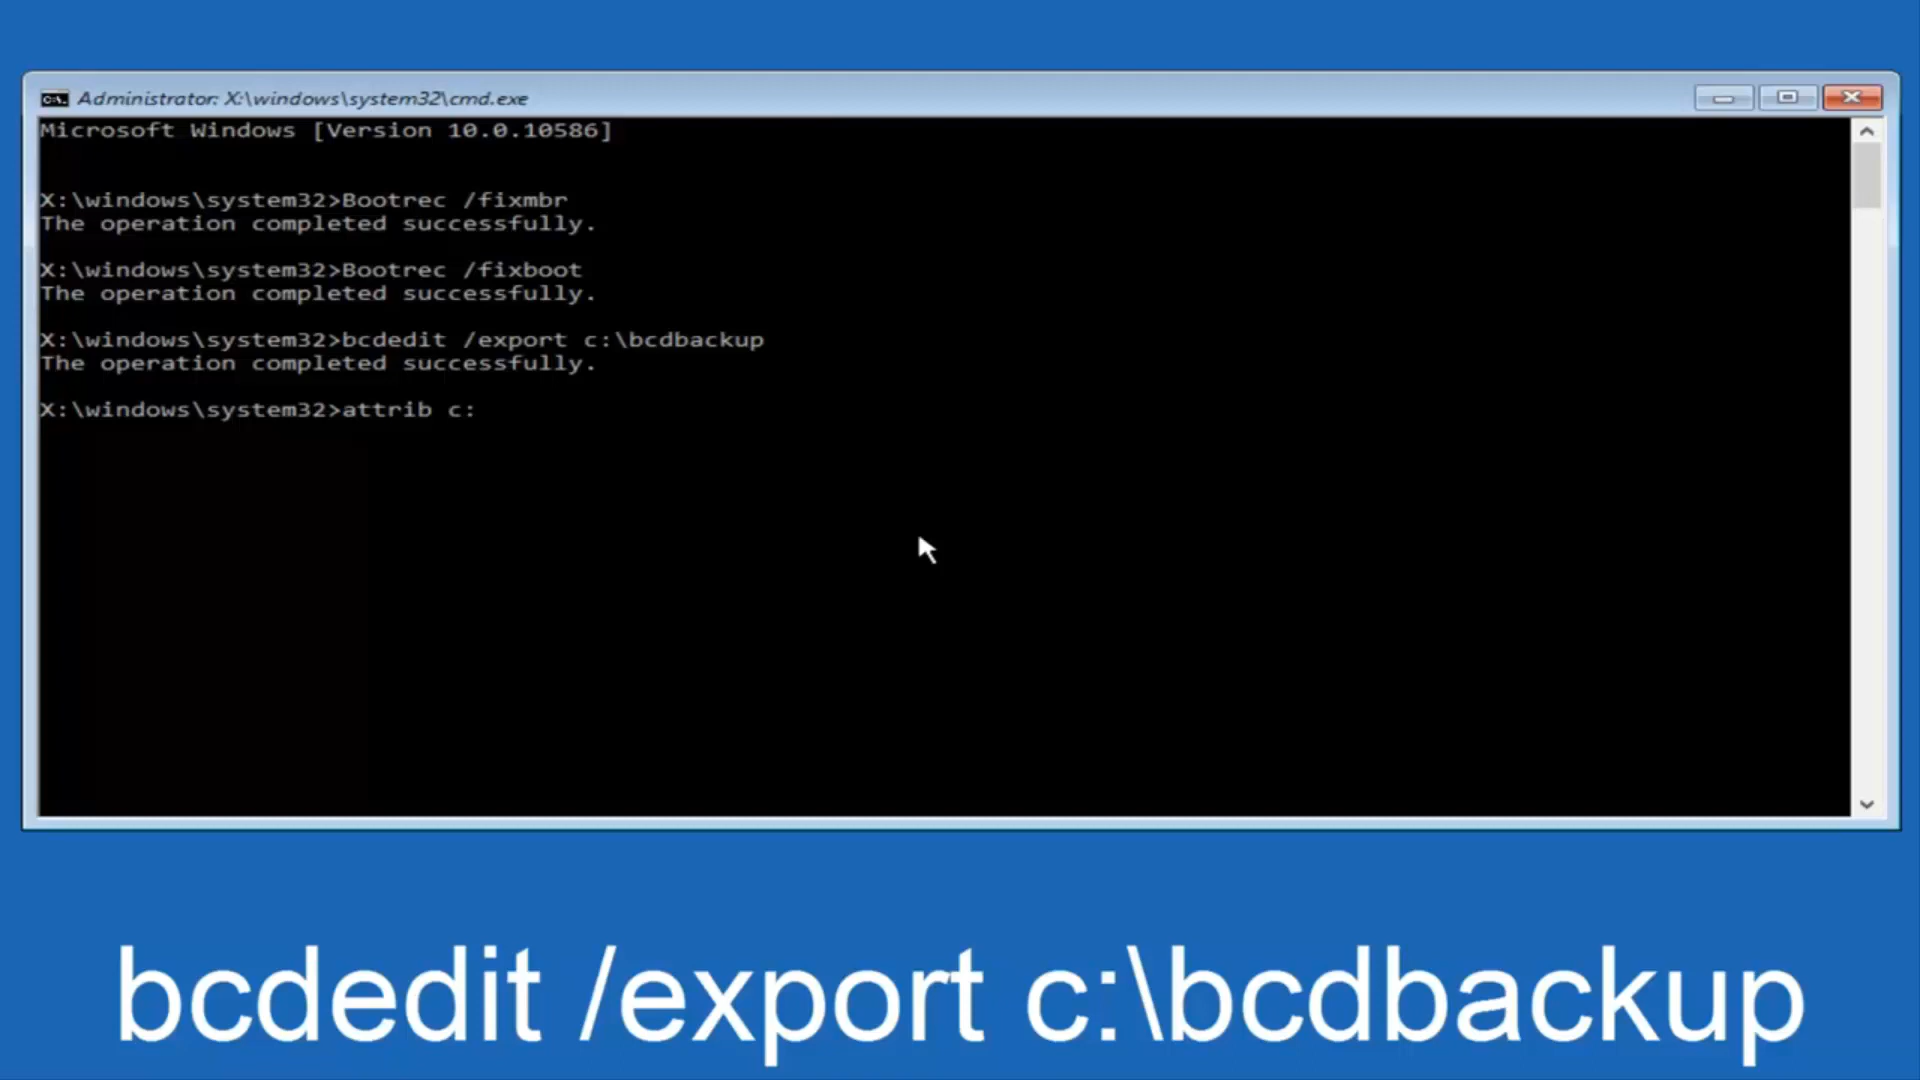 Administrator: X:\windows\system32\cmd.exe
Microsoft Windows [Version 10.0.10586]
X:\windows\system32>Bootrec /fixmbr
The operation completed successfully.
X:\windows\system32>Bootrec /fixboot
The operation completed successfully.
X:\windows\system32>bcdedit /export c:\bcdbackup
The operation completed successfully.
X:\windows\system32>attrib c:
bcdedit /export c:\bcdbackup